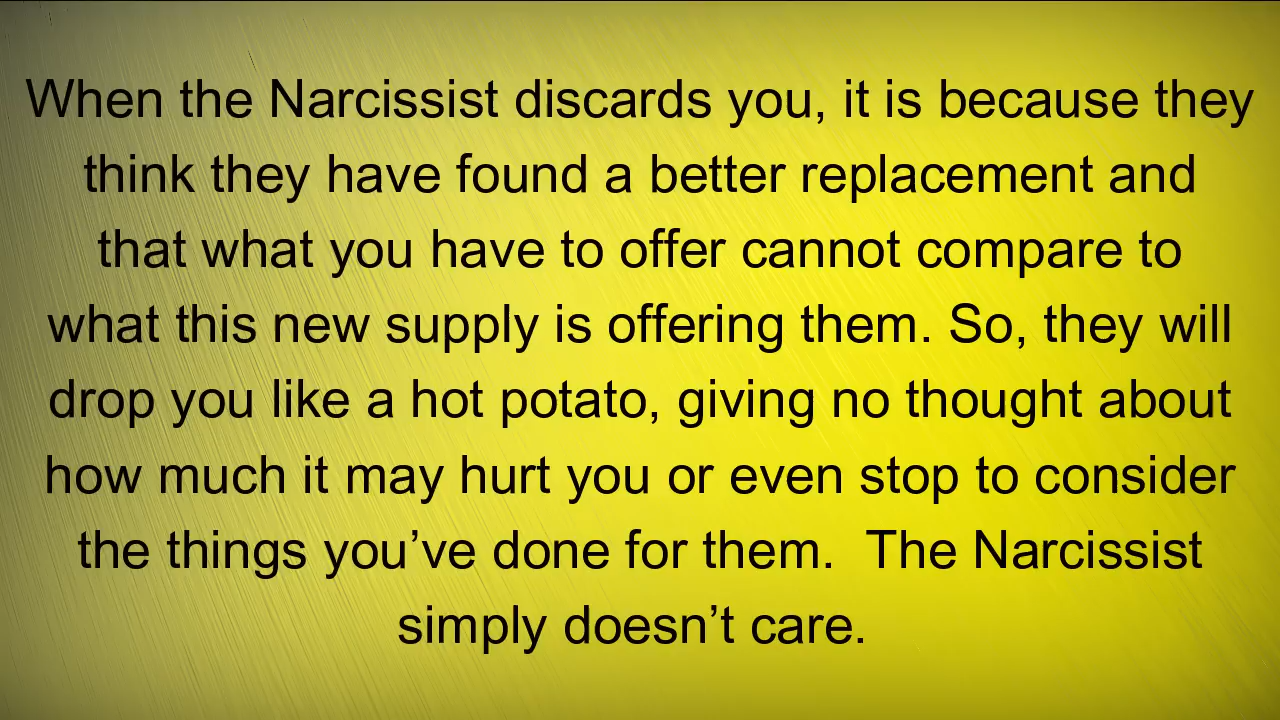 When the Narcissist discards you, it is because they
think they have found a better replacement and
that what you have to offer cannot compare to
what this new supply is offering them. So, they will
drop you like a hot potato, giving no thought about
how much it may hurt you or even stop to consider
the things you’ve done for them.  The Narcissist
simply doesn’t care.